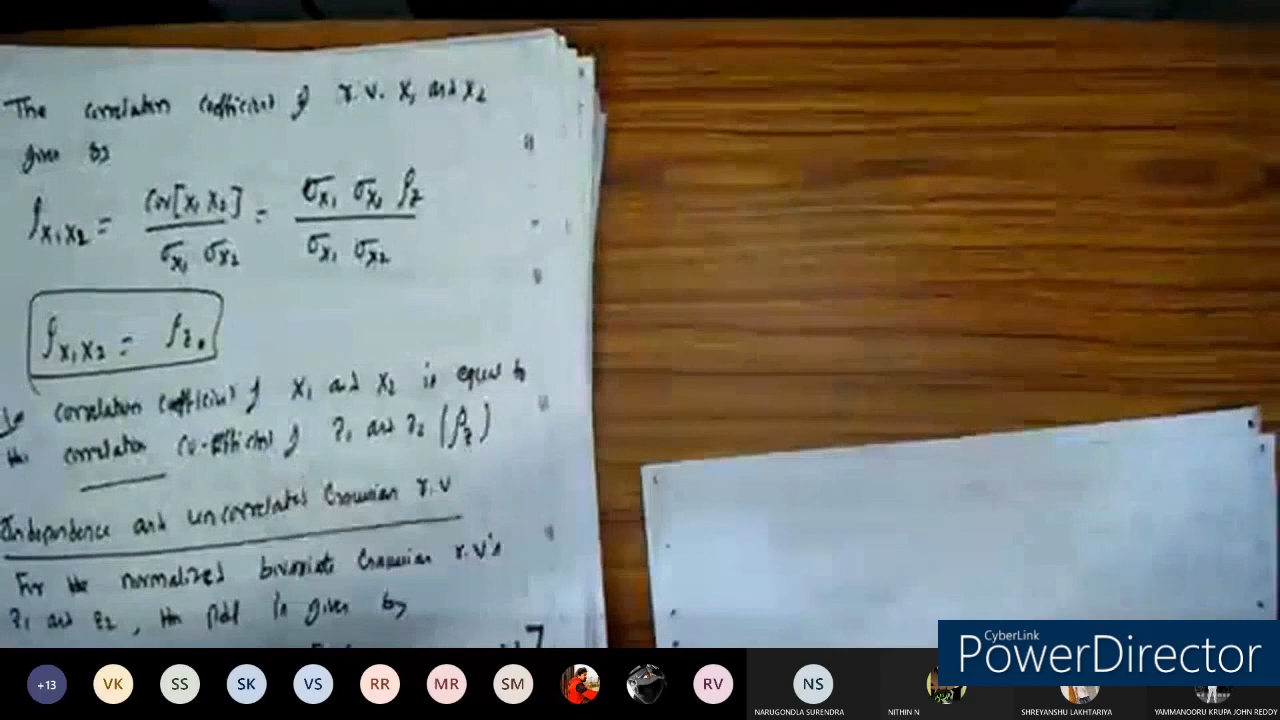 The correlation coefficient of r.v. X1 and X2
given by
ρX1X2 = Cov[X1 X2] / σX1 σX2 = σX1 σX2 ρz / σX1 σX2
ρX1X2 = ρz.
correlation coefficient of X1 and X2 is equal to
the correlation co-efficient of Z1 and Z2 (ρz)
Independence and uncorrelated Gaussian r.v
For the normalized bivariate Gaussian r.v's
Z1 and Z2, the pdf is given by
CyberLink
PowerDirector
+13 VK SS SK VS RR MR SM RV NS
NARUGONDLA SURENDRA NITHIN N SHREYANSHU LAKHTARIYA YAMMANOORU KRUPA JOHN REDDY